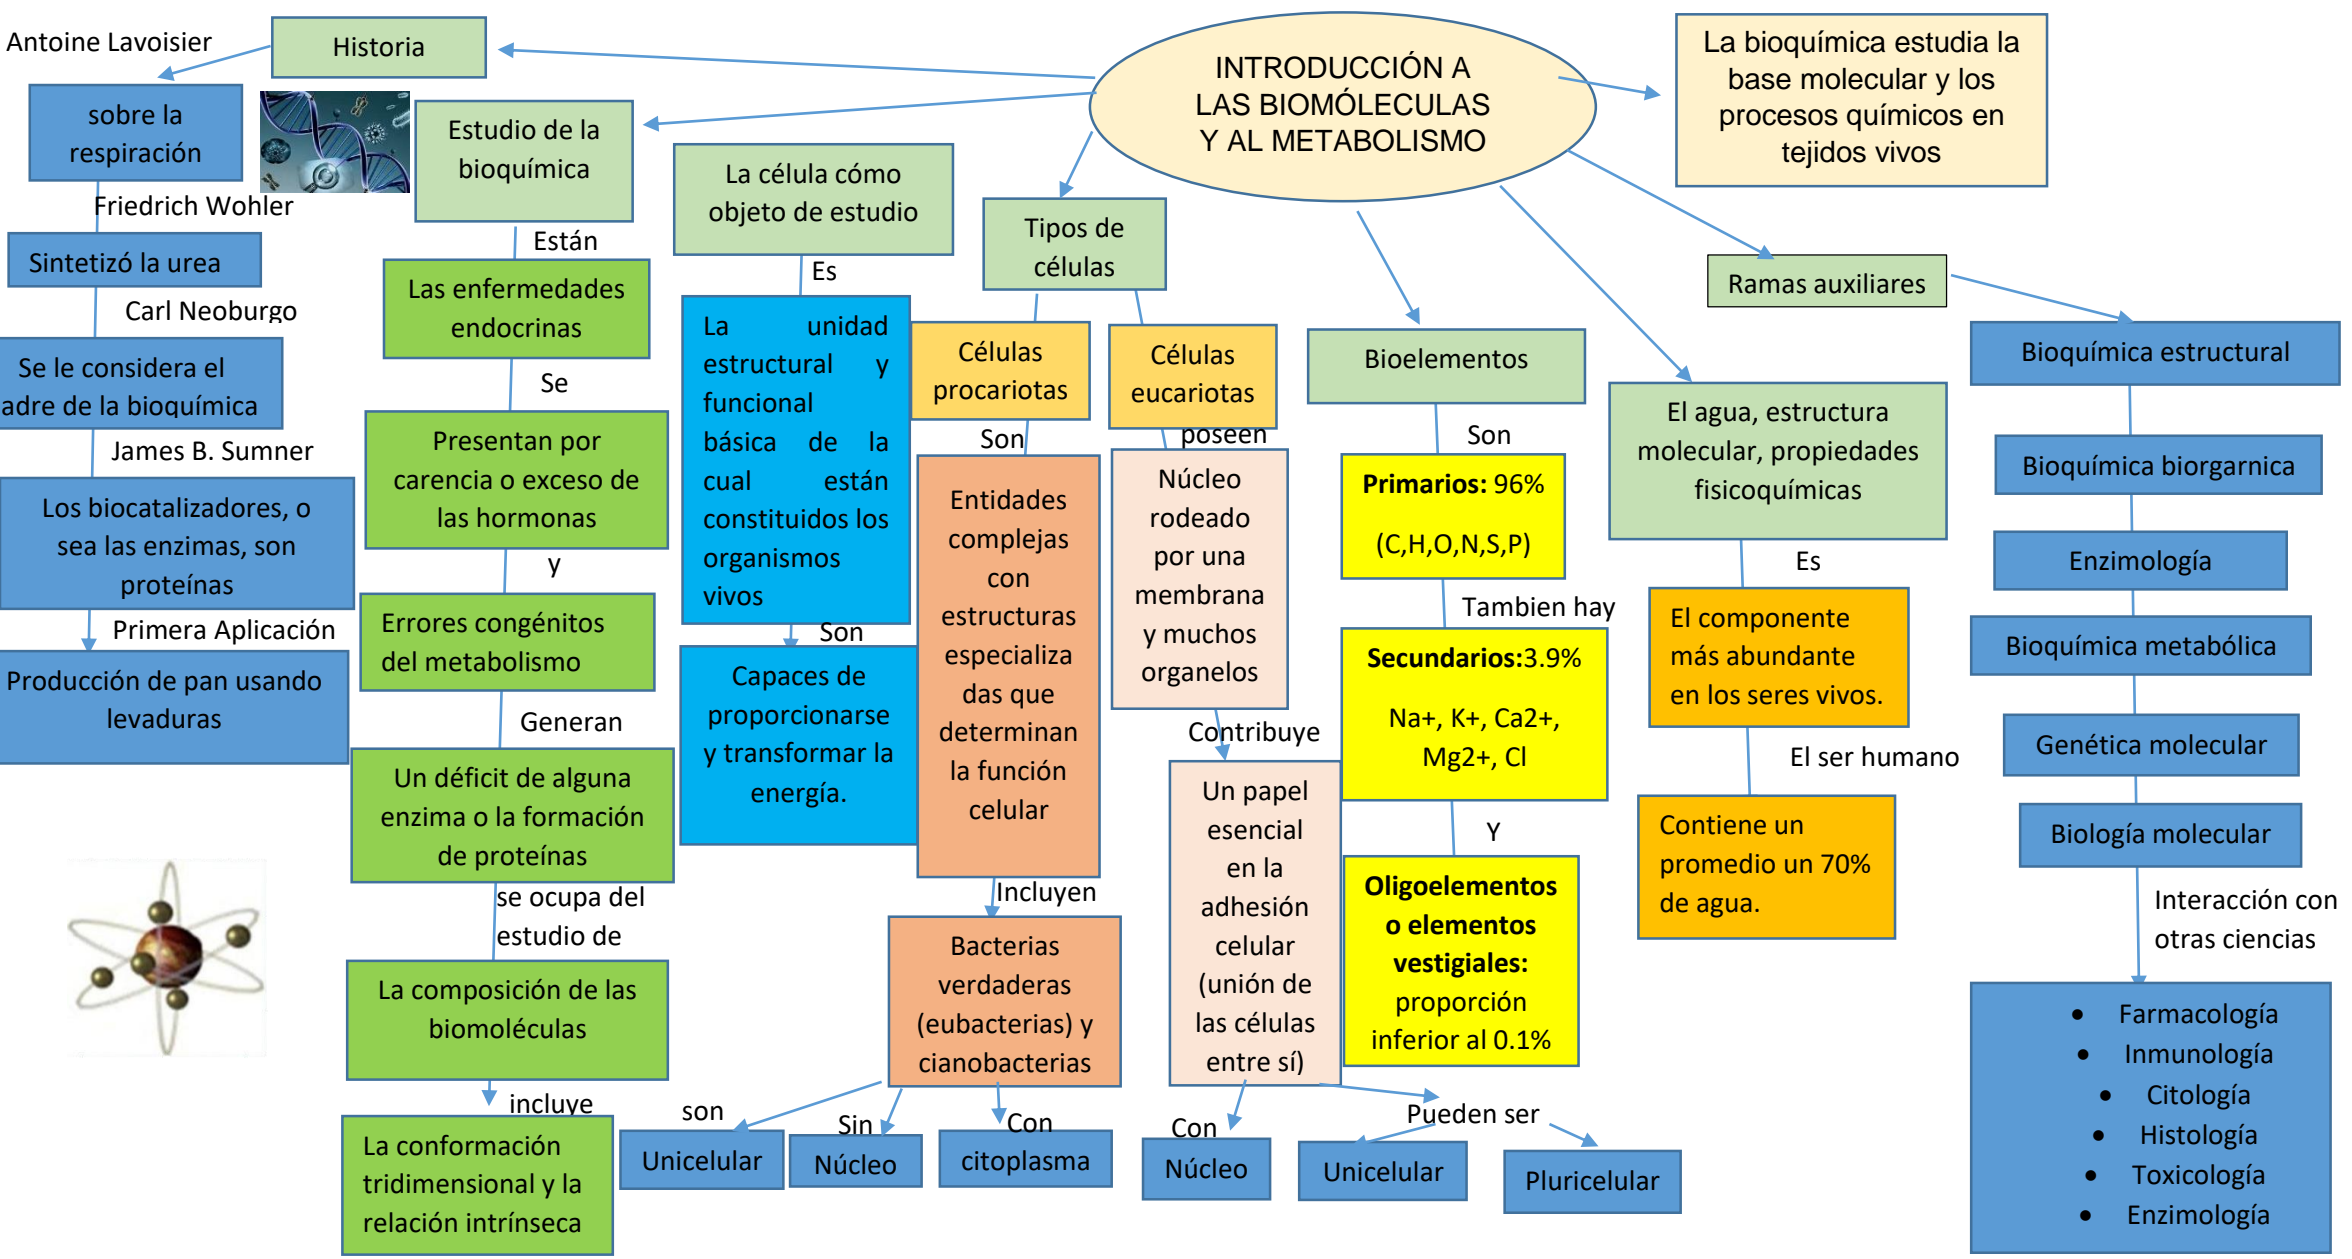 INTRODUCCIÓN A
LAS BIOMÓLECULAS
Y AL METABOLISMO
La bioquímica estudia la
base molecular y los
procesos químicos en
tejidos vivos
Historia
Antoine Lavoisier
sobre la
respiración
Friedrich Wohler
Sintetizó la urea
Carl Neoburgo
Se le considera el
adre de la bioquímica
James B. Sumner
Los biocatalizadores, o
sea las enzimas, son
proteínas
Primera Aplicación
Producción de pan usando
levaduras
Estudio de la
bioquímica
Están
Las enfermedades
endocrinas
Se
Presentan por
carencia o exceso de
las hormonas
y
Errores congénitos
del metabolismo
Generan
Un déficit de alguna
enzima o la formación
de proteínas
se ocupa del
estudio de
La composición de las
biomoléculas
incluye
La conformación
tridimensional y la
relación intrínseca
La célula cómo
objeto de estudio
Es
La unidad
estructural y
funcional
básica de la
cual están
constituidos los
organismos
vivos
Son
Capaces de
proporcionarse
y transformar la
energía.
Tipos de
células
Células
procariotas
Son
Entidades
complejas
con
estructuras
especializa
das que
determinan
la función
celular
Incluyen
Bacterias
verdaderas
(eubacterias) y
cianobacterias
son
Unicelular
Sin
Núcleo
Con
citoplasma
Células
eucariotas
poseen
Núcleo
rodeado
por una
membrana
y muchos
organelos
Contribuye
Un papel
esencial
en la
adhesión
celular
(unión de
las células
entre sí)
Con
Núcleo
Pueden ser
Unicelular
Pluricelular
Bioelementos
Son
Primarios: 96%
(C,H,O,N,S,P)
Tambien hay
Secundarios:3.9%
Na+, K+, Ca2+,
Mg2+, Cl
Y
Oligoelementos
o elementos
vestigiales:
proporción
inferior al 0.1%
El agua, estructura
molecular, propiedades
fisicoquímicas
Es
El componente
más abundante
en los seres vivos.
El ser humano
Contiene un
promedio un 70%
de agua.
Ramas auxiliares
Bioquímica estructural
Bioquímica biorgarnica
Enzimología
Bioquímica metabólica
Genética molecular
Biología molecular
Interacción con
otras ciencias
• Farmacología
• Inmunología
• Citología
• Histología
• Toxicología
• Enzimología